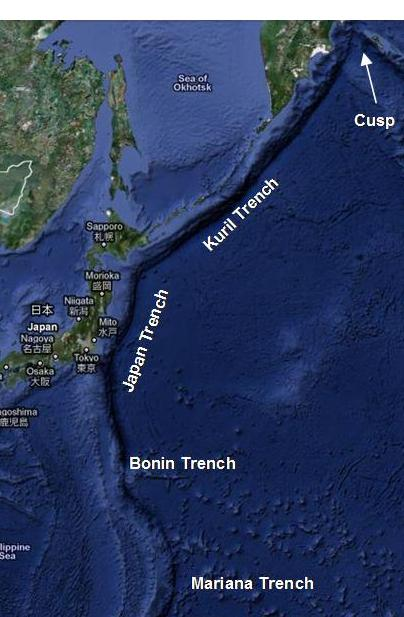 Sea of
Okhotsk
Cusp
Kuril Trench
Sapporo
札幌
Morioka
盛岡
日本
Japan
Niigata
新潟
Mito
水戸
Nagoya
名古屋
Tokyo
東京
Osaka
大阪
Japan Trench
agoshima
鹿児島
Bonin Trench
lippine
Sea
Mariana Trench